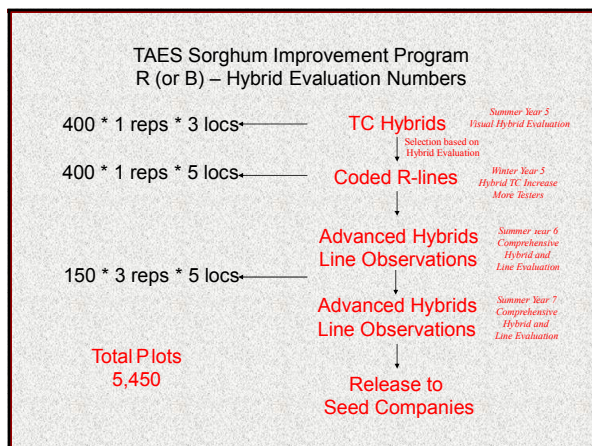 TAES Sorghum Improvement Program
R (or B) – Hybrid Evaluation Numbers
400 * 1 reps * 3 locs
TC Hybrids
Summer Year 5
Visual Hybrid Evaluation
Selection based on
Hybrid Evaluation
400 * 1 reps * 5 locs
Coded R-lines
Winter Year 5
Hybrid TC Increase
More Testers
Advanced Hybrids
Line Observations
Summer Year 6
Comprehensive
Hybrid and
Line Evaluation
150 * 3 reps * 5 locs
Advanced Hybrids
Line Observations
Summer Year 7
Comprehensive
Hybrid and
Line Evaluation
Total Plots
5,450
Release to
Seed Companies